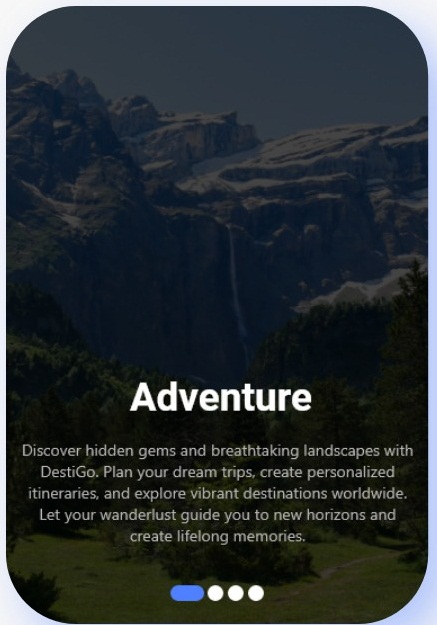 Adventure
Discover hidden gems and breathtaking landscapes with
DestiGo. Plan your dream trips, create personalized
itineraries, and explore vibrant destinations worldwide.
Let your wanderlust guide you to new horizons and
create lifelong memories.